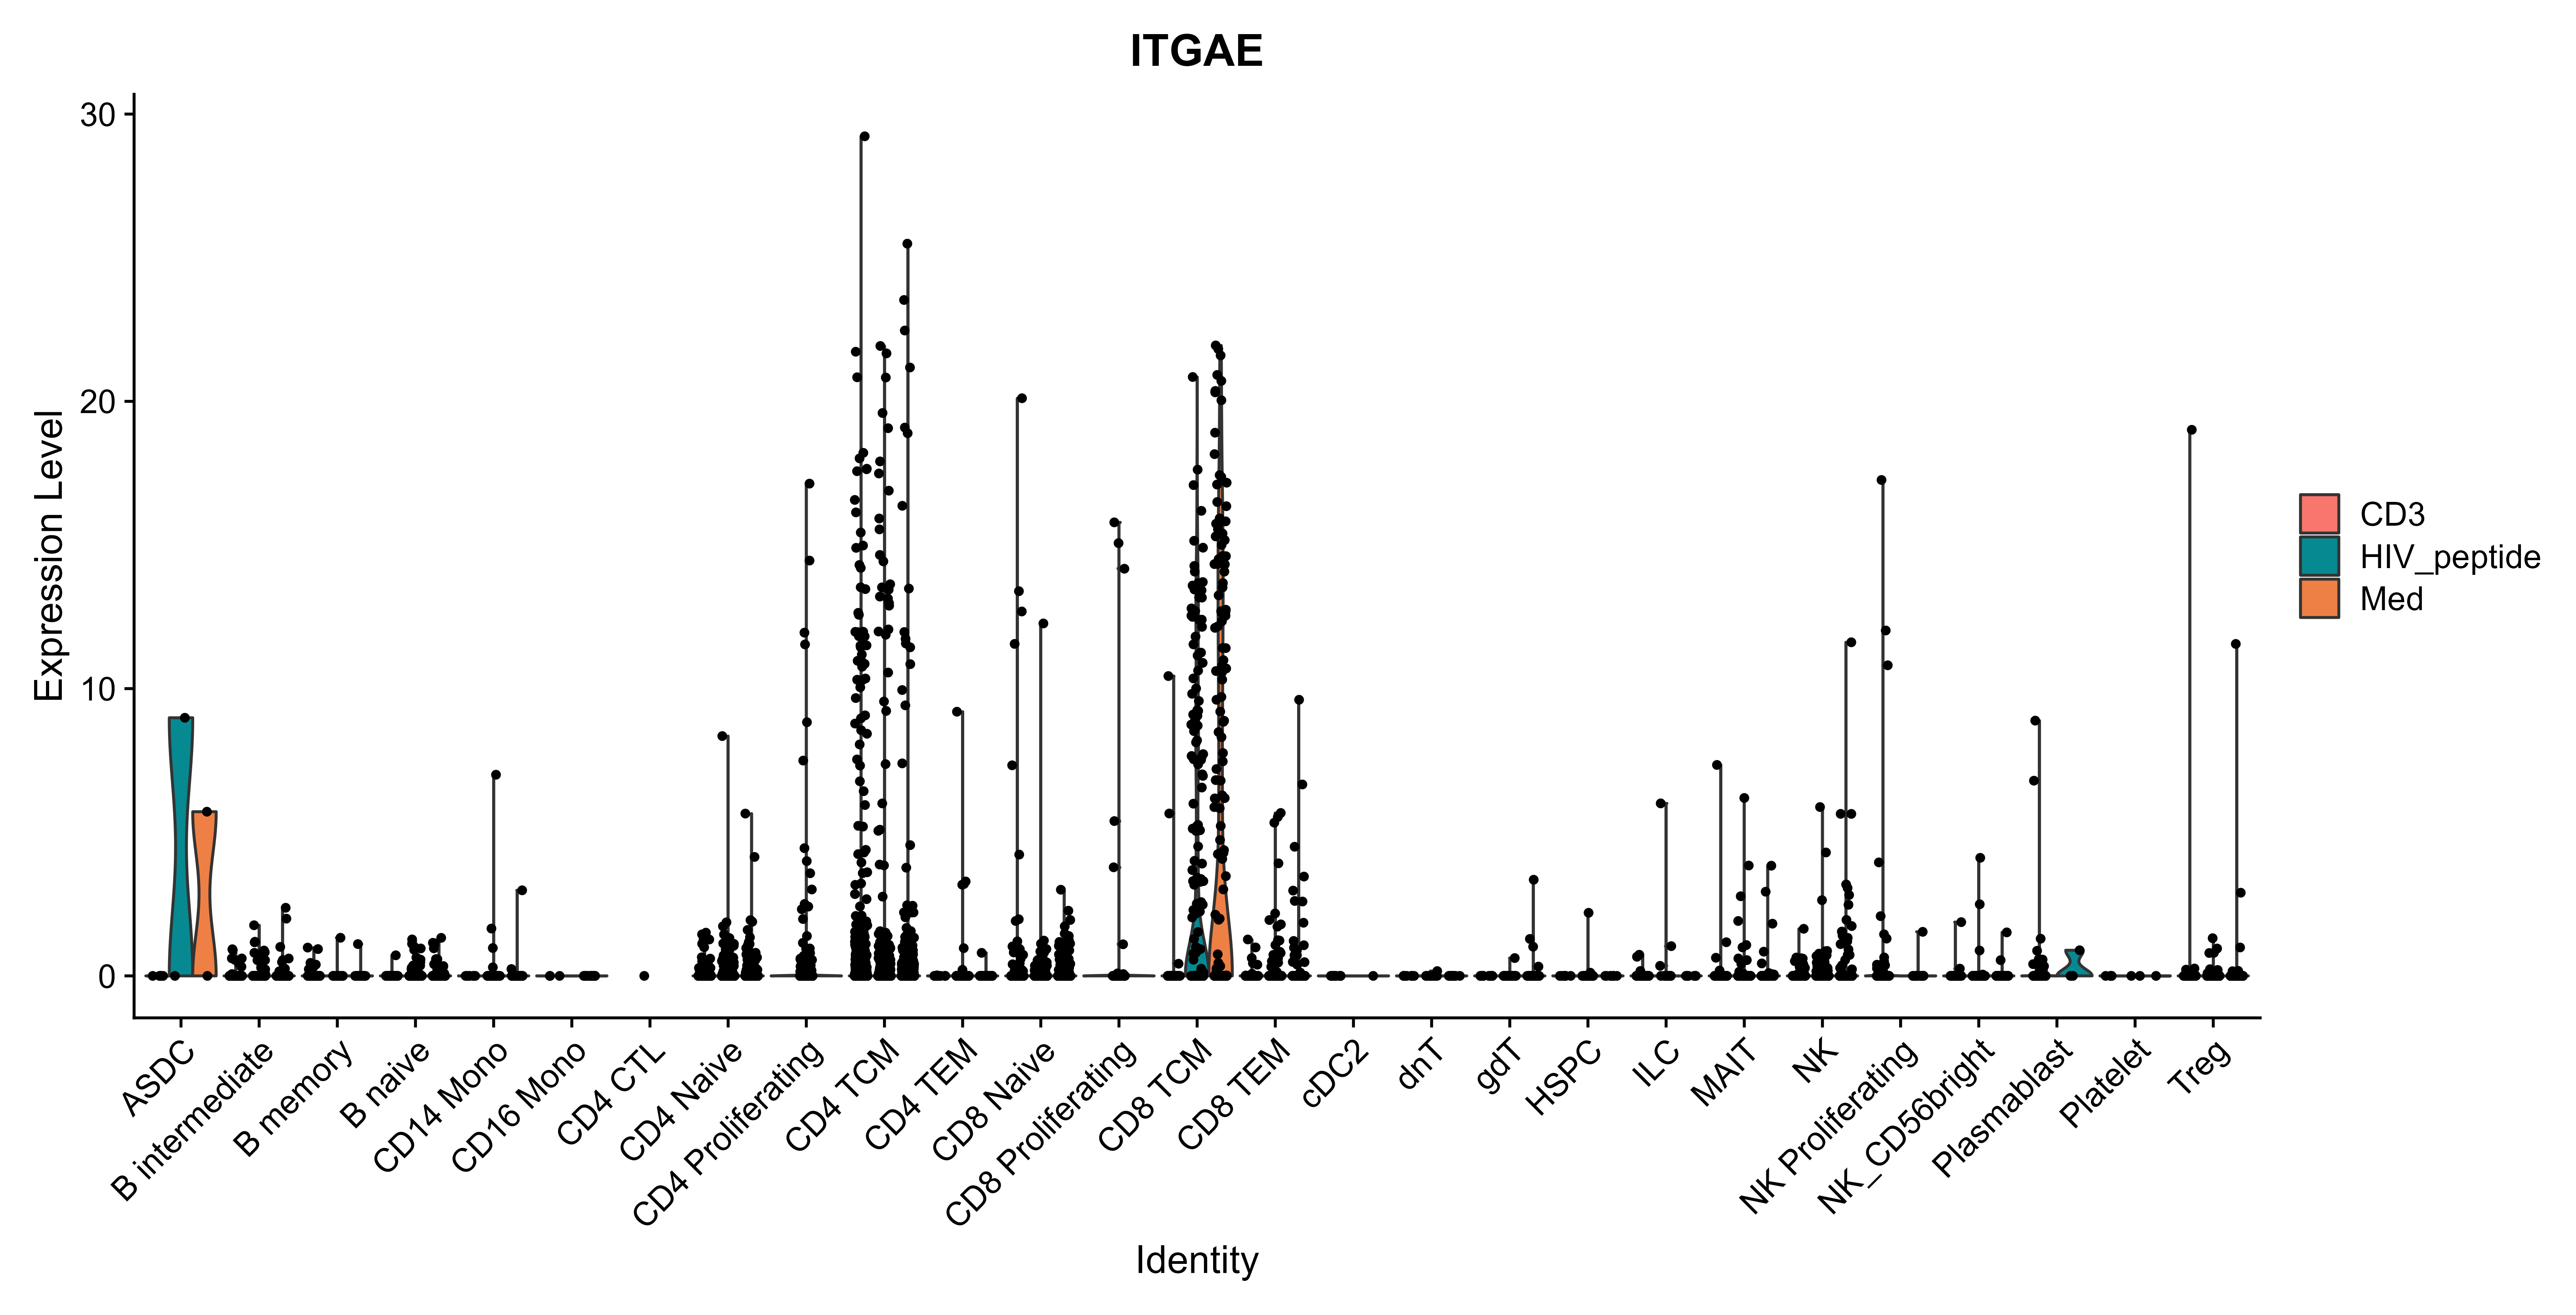 ITGAE
Expression Level
30
20
10
0
ASDC
B intermediate
B memory
B naive
CD14 Mono
CD16 Mono
CD4 CTL
CD4 Naive
CD4 Proliferating
CD4 TCM
CD4 TEM
CD8 Naive
CD8 Proliferating
CD8 TCM
CD8 TEM
cDC2
dnT
gdT
HSPC
ILC
MAIT
NK
NK Proliferating
NK_CD56bright
Plasmablast
Platelet
Treg
Identity
CD3
HIV_peptide
Med